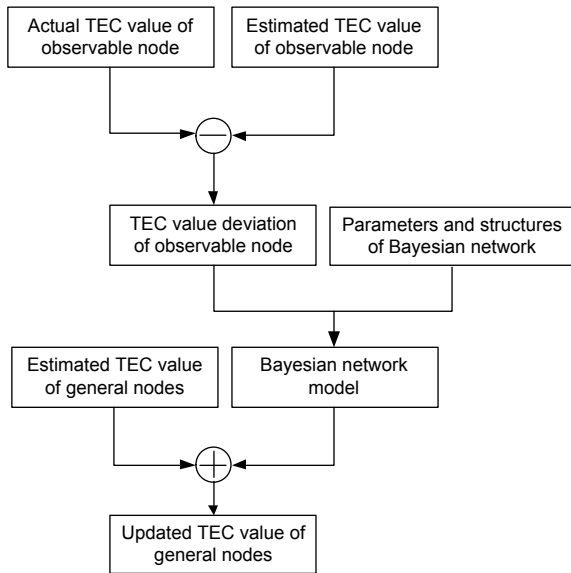 Actual TEC value of
observable node
Estimated TEC value
of observable node
TEC value deviation
of observable node
Parameters and structures
of Bayesian network
Estimated TEC value
of general nodes
Bayesian network
model
Updated TEC value of
general nodes